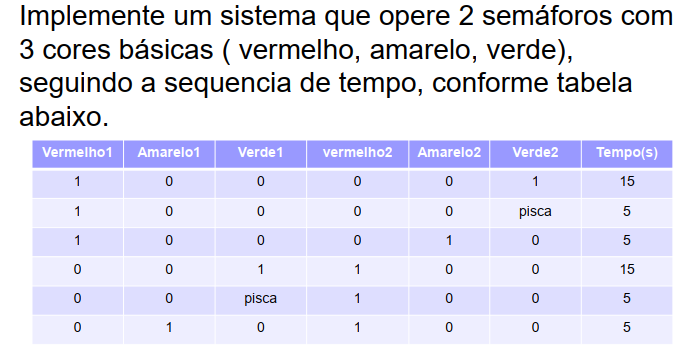 Implemente um sistema que opere 2 semáforos com
3 cores básicas ( vermelho, amarelo, verde),
seguindo a sequencia de tempo, conforme tabela
abaixo.
Vermelho1 Amarelo1 Verde1 vermelho2 Amarelo2 Verde2 Tempo(s)
1 0 0 0 0 1 15
1 0 0 0 0 pisca 5
1 0 0 0 1 0 5
0 0 1 1 0 0 15
0 0 pisca 1 0 0 5
0 1 0 1 0 0 5